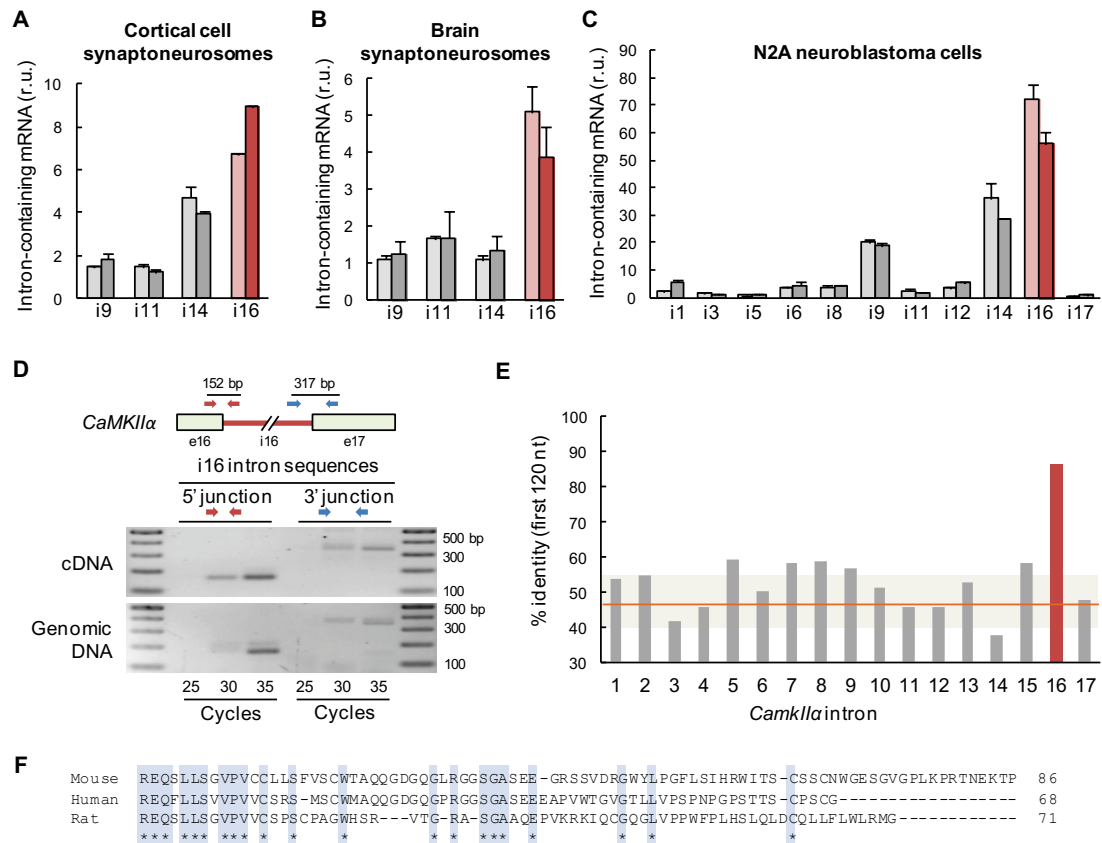 A
Cortical cell
synaptoneurosomes
Intron-containing mRNA (r.u.)
10
8
6
4
2
0
i9 i11 i14 i16
B
Brain
synaptoneurosomes
Intron-containing mRNA (r.u.)
6
5
4
3
2
1
0
i9 i11 i14 i16
C
N2A neuroblastoma cells
Intron-containing mRNA (r.u.)
90
80
70
60
50
40
30
20
10
0
i1 i3 i5 i6 i8 i9 i11 i12 i14 i16 i17
D
152 bp 317 bp
CaMKIIα
e16 i16 e17
i16 intron sequences
5' junction 3' junction
cDNA
500 bp
300
100
Genomic
DNA
500 bp
300
100
25 30 35 25 30 35
Cycles Cycles
E
% identity (first 120 nt)
100
90
80
70
60
50
40
30
1 2 3 4 5 6 7 8 9 10 11 12 13 14 15 16 17
CamkIIα intron
F
Mouse REQSLLSGVPVCCLLSFVSCWTAQQGDGQGLRGGSGASEE-GRSSVDRGWYLPGFLSIHRWITS-CSSCNWGESGVGPLKPRTNEKTP 86
Human REQFLLSVVPVVCSRS-MSCWMAQQGDGQGPRGGSGASEEEAPVWTGVGTLLVPSPNPGPSTTS-CPSCG----------------- 68
Rat REQSLLSGVPVVCSPSCPAGWHSR---VTG-RA-SGAAQEPVKRKIQCGQGLVPPWFPLHSLQLDCQLLFLWLRMG----------- 71
*** *** *** * * * * * *** * * * *